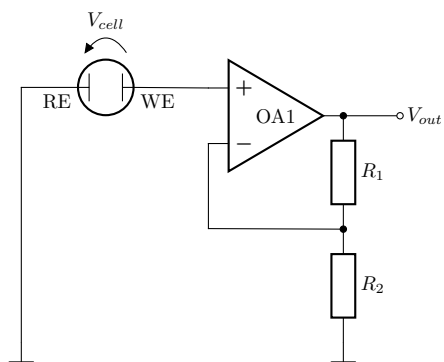 V_cell
RE
WE
+
OA1
−
V_out
R_1
R_2